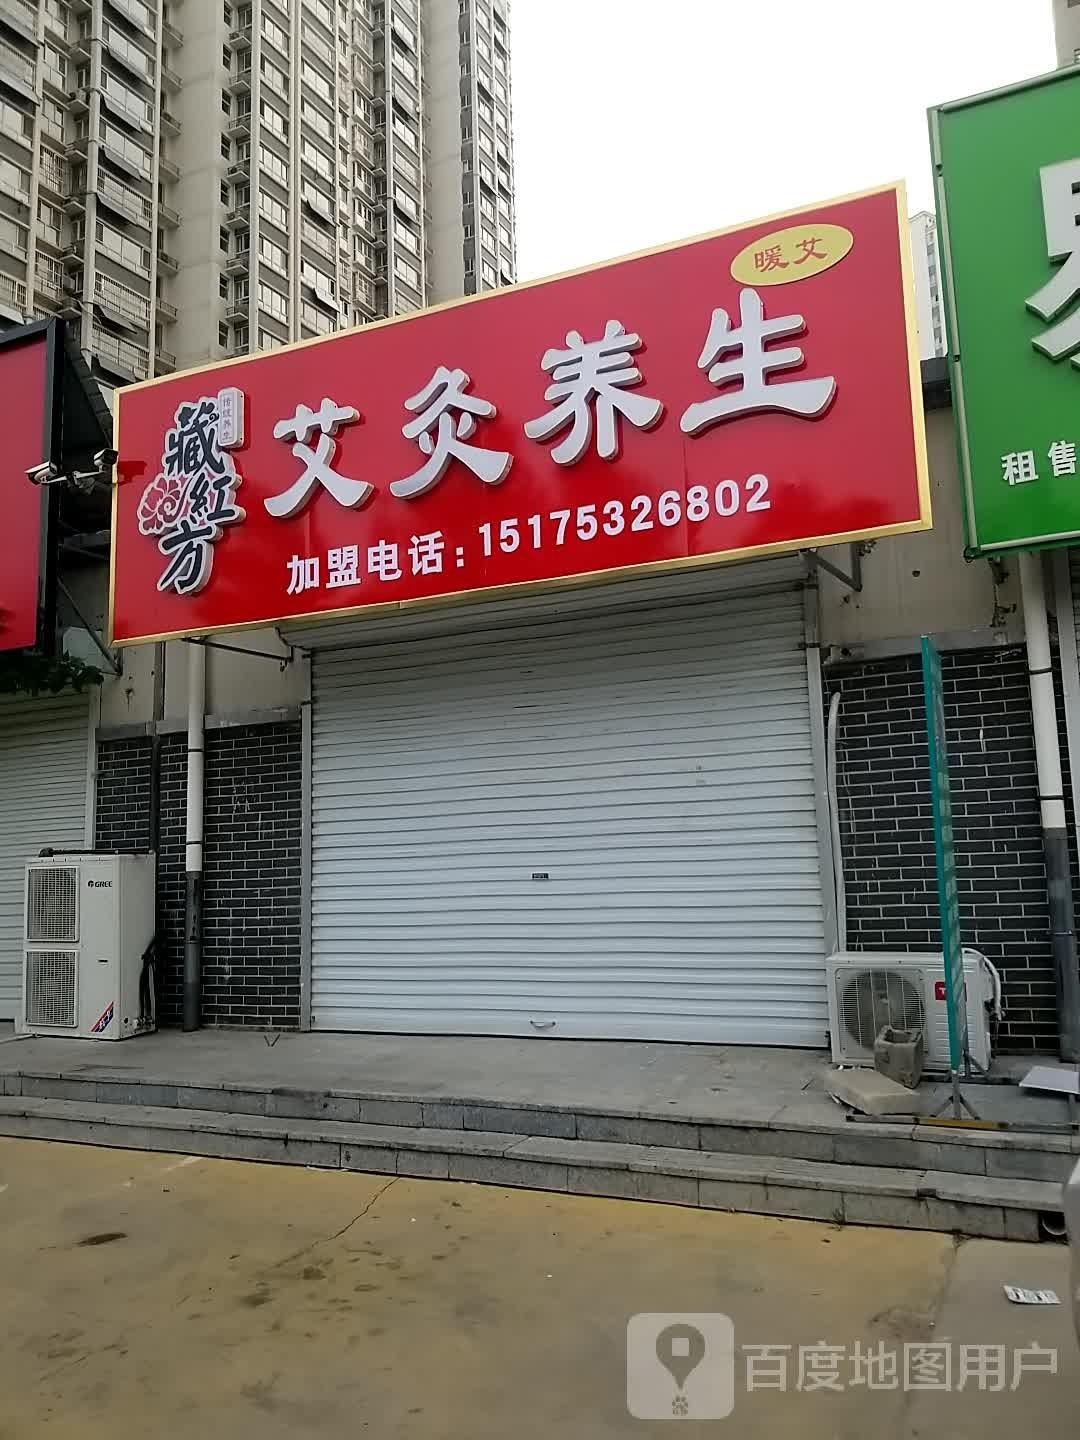 暖艾
传统养生
藏紅方
艾灸养生
加盟电话：15175326802
租售
GREE
百度地图用户